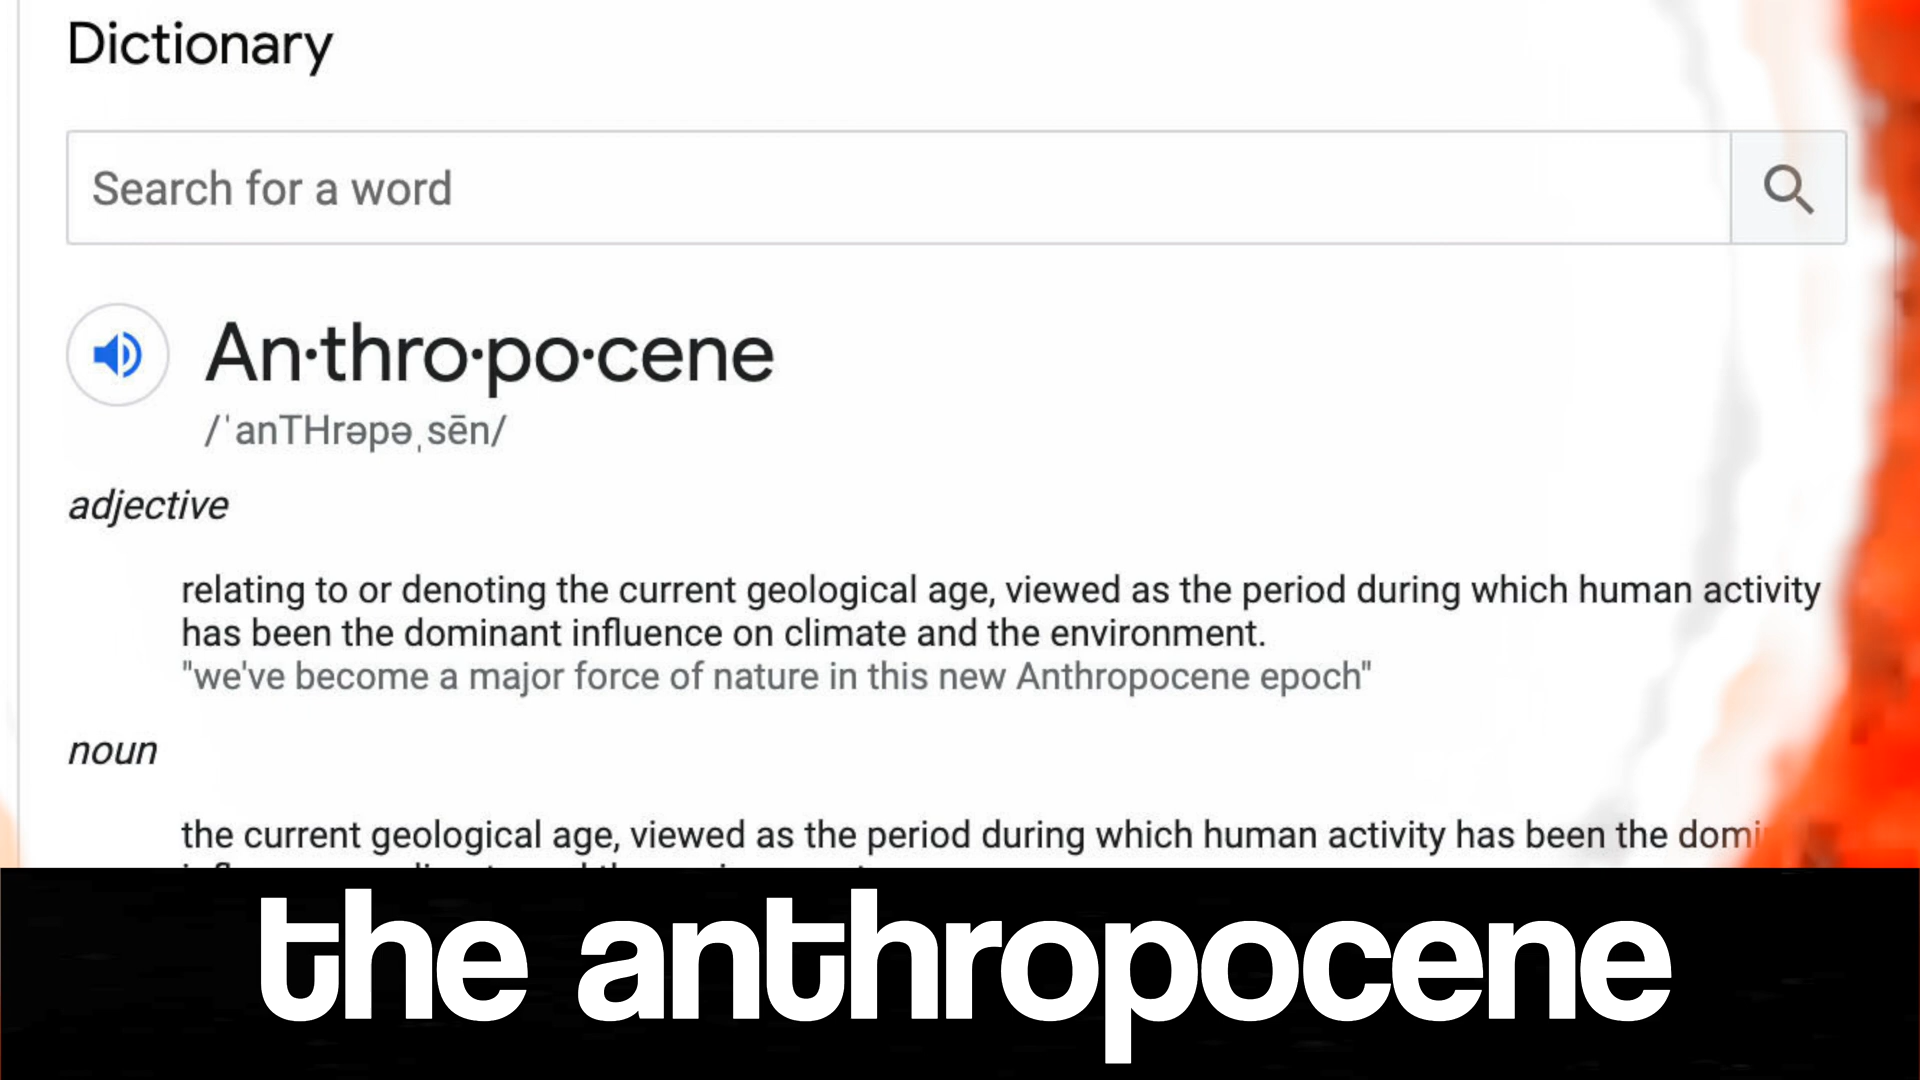 Dictionary
Search for a word
An·thro·po·cene
/ˈanTHrəpəˌsēn/
adjective
relating to or denoting the current geological age, viewed as the period during which human activity
has been the dominant influence on climate and the environment.
"we've become a major force of nature in this new Anthropocene epoch"
noun
the current geological age, viewed as the period during which human activity has been the
the anthropocene